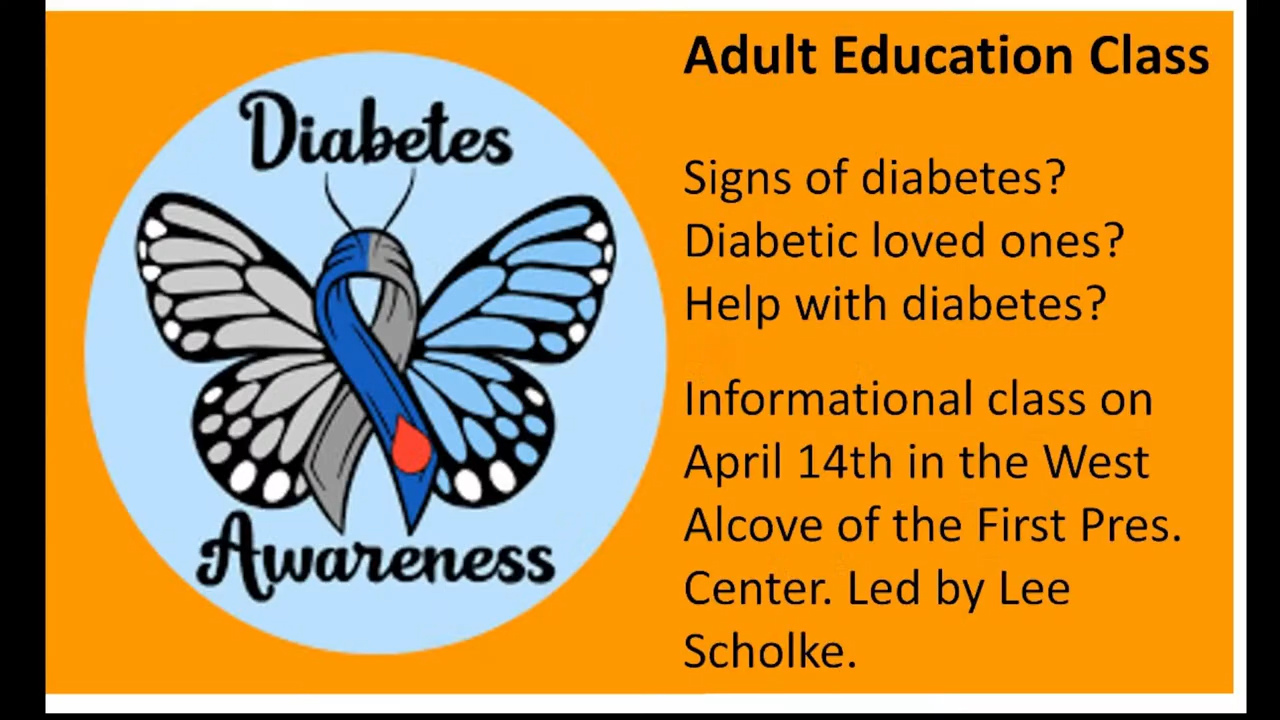 Diabetes
Awareness
Adult Education Class
Signs of diabetes?
Diabetic loved ones?
Help with diabetes?
Informational class on
April 14th in the West
Alcove of the First Pres.
Center. Led by Lee
Scholke.